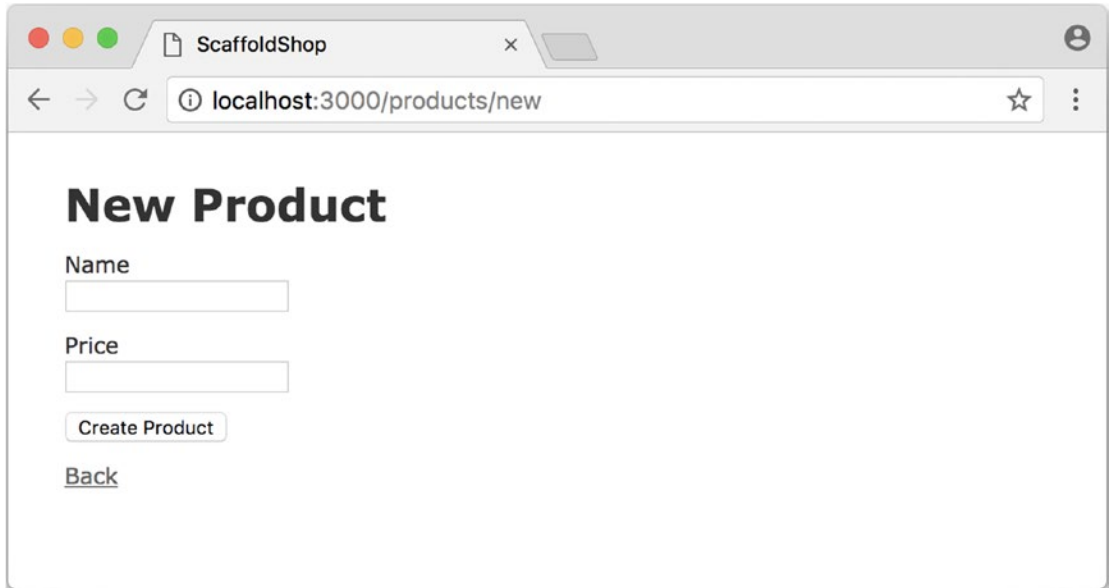 ScaffoldShop
localhost:3000/products/new
New Product
Name
Price
Create Product
Back